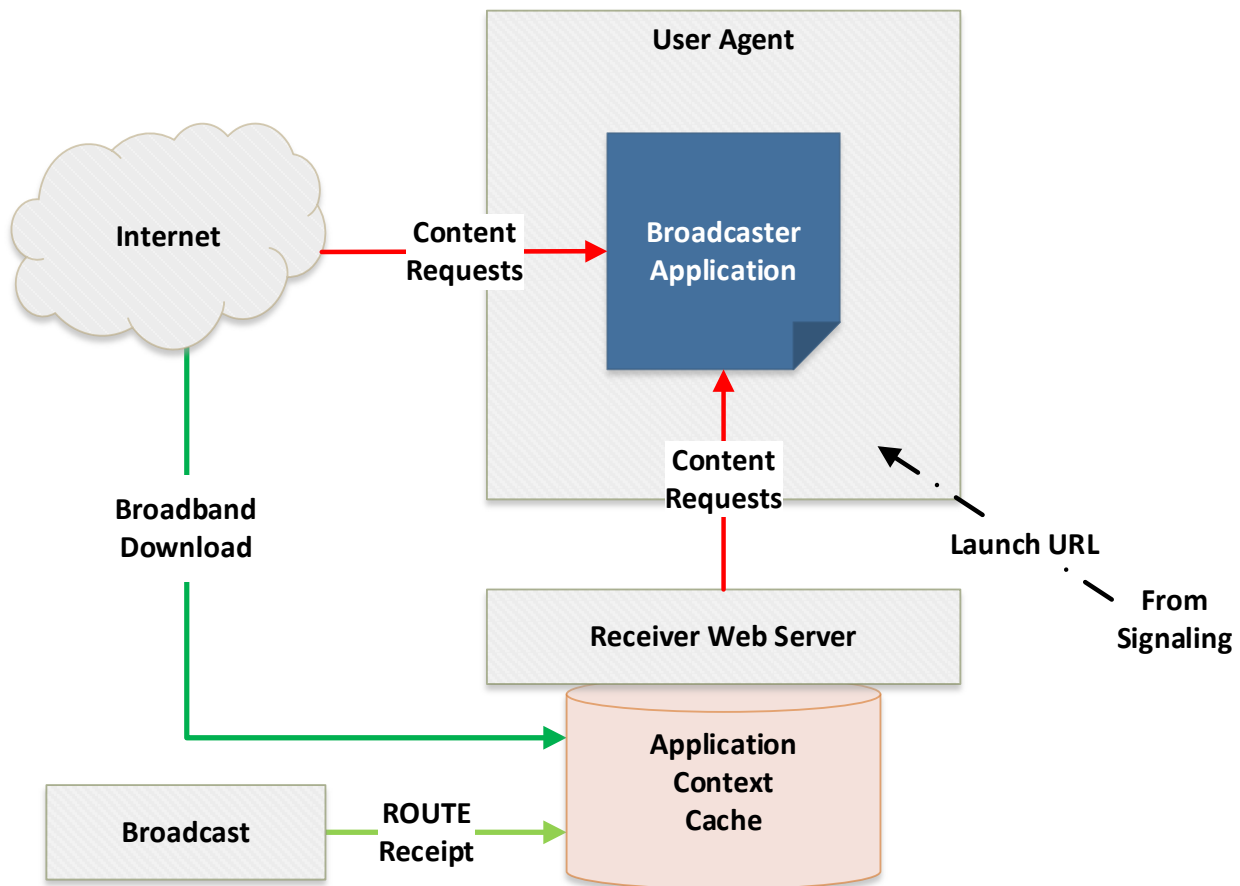 User Agent
Internet
Content
Requests
Broadcaster
Application
Content
Requests
Broadband
Download
Launch URL
From
Signaling
Receiver Web Server
Application
Context
Cache
Broadcast
ROUTE
Receipt